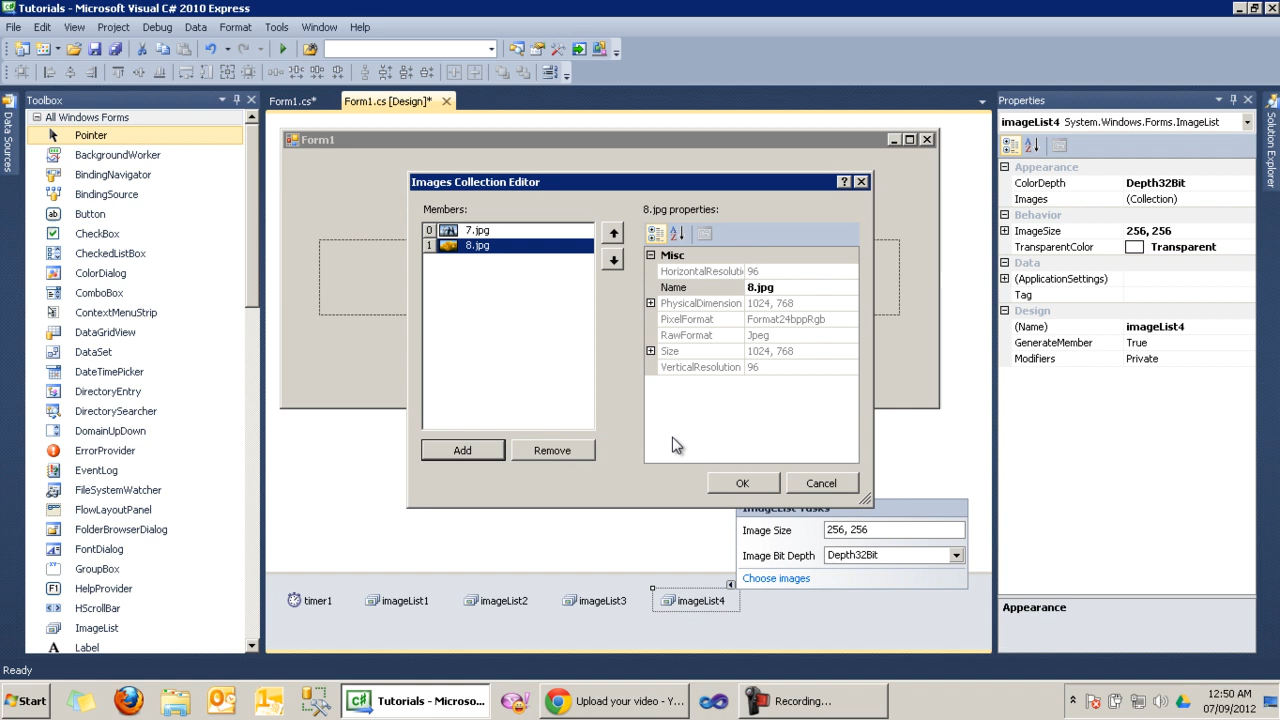 Tutorials - Microsoft Visual C# 2010 Express
File Edit View Project Debug Data Format Tools Window Help
Toolbox
Form1.cs*
Form1.cs [Design]*
Properties
Data Sources
Solution Explorer
All Windows Forms
Pointer
BackgroundWorker
BindingNavigator
BindingSource
Button
CheckBox
CheckedListBox
ColorDialog
ComboBox
ContextMenuStrip
DataGridView
DataSet
DateTimePicker
DirectoryEntry
DirectorySearcher
DomainUpDown
ErrorProvider
EventLog
FileSystemWatcher
FlowLayoutPanel
FolderBrowserDialog
FontDialog
GroupBox
HelpProvider
HScrollBar
ImageList
Label
Form1
Images Collection Editor
Members:
0 7.jpg
1 8.jpg
Add
Remove
8.jpg properties:
Misc
HorizontalResoluti 96
Name 8.jpg
PhysicalDimension 1024, 768
PixelFormat Format24bppRgb
RawFormat Jpeg
Size 1024, 768
VerticalResolution 96
OK
Cancel
ImageList Tasks
Image Size 256, 256
Image Bit Depth Depth32Bit
Choose images
timer1
imageList1
imageList2
imageList3
imageList4
imageList4 System.Windows.Forms.ImageList
Appearance
ColorDepth Depth32Bit
Images (Collection)
Behavior
ImageSize 256, 256
TransparentColor Transparent
Data
(ApplicationSettings)
Tag
Design
(Name) imageList4
GenerateMember True
Modifiers Private
Appearance
Ready
Start
Tutorials - Microso...
Upload your video - Y...
Recording...
12:50 AM
07/09/2012